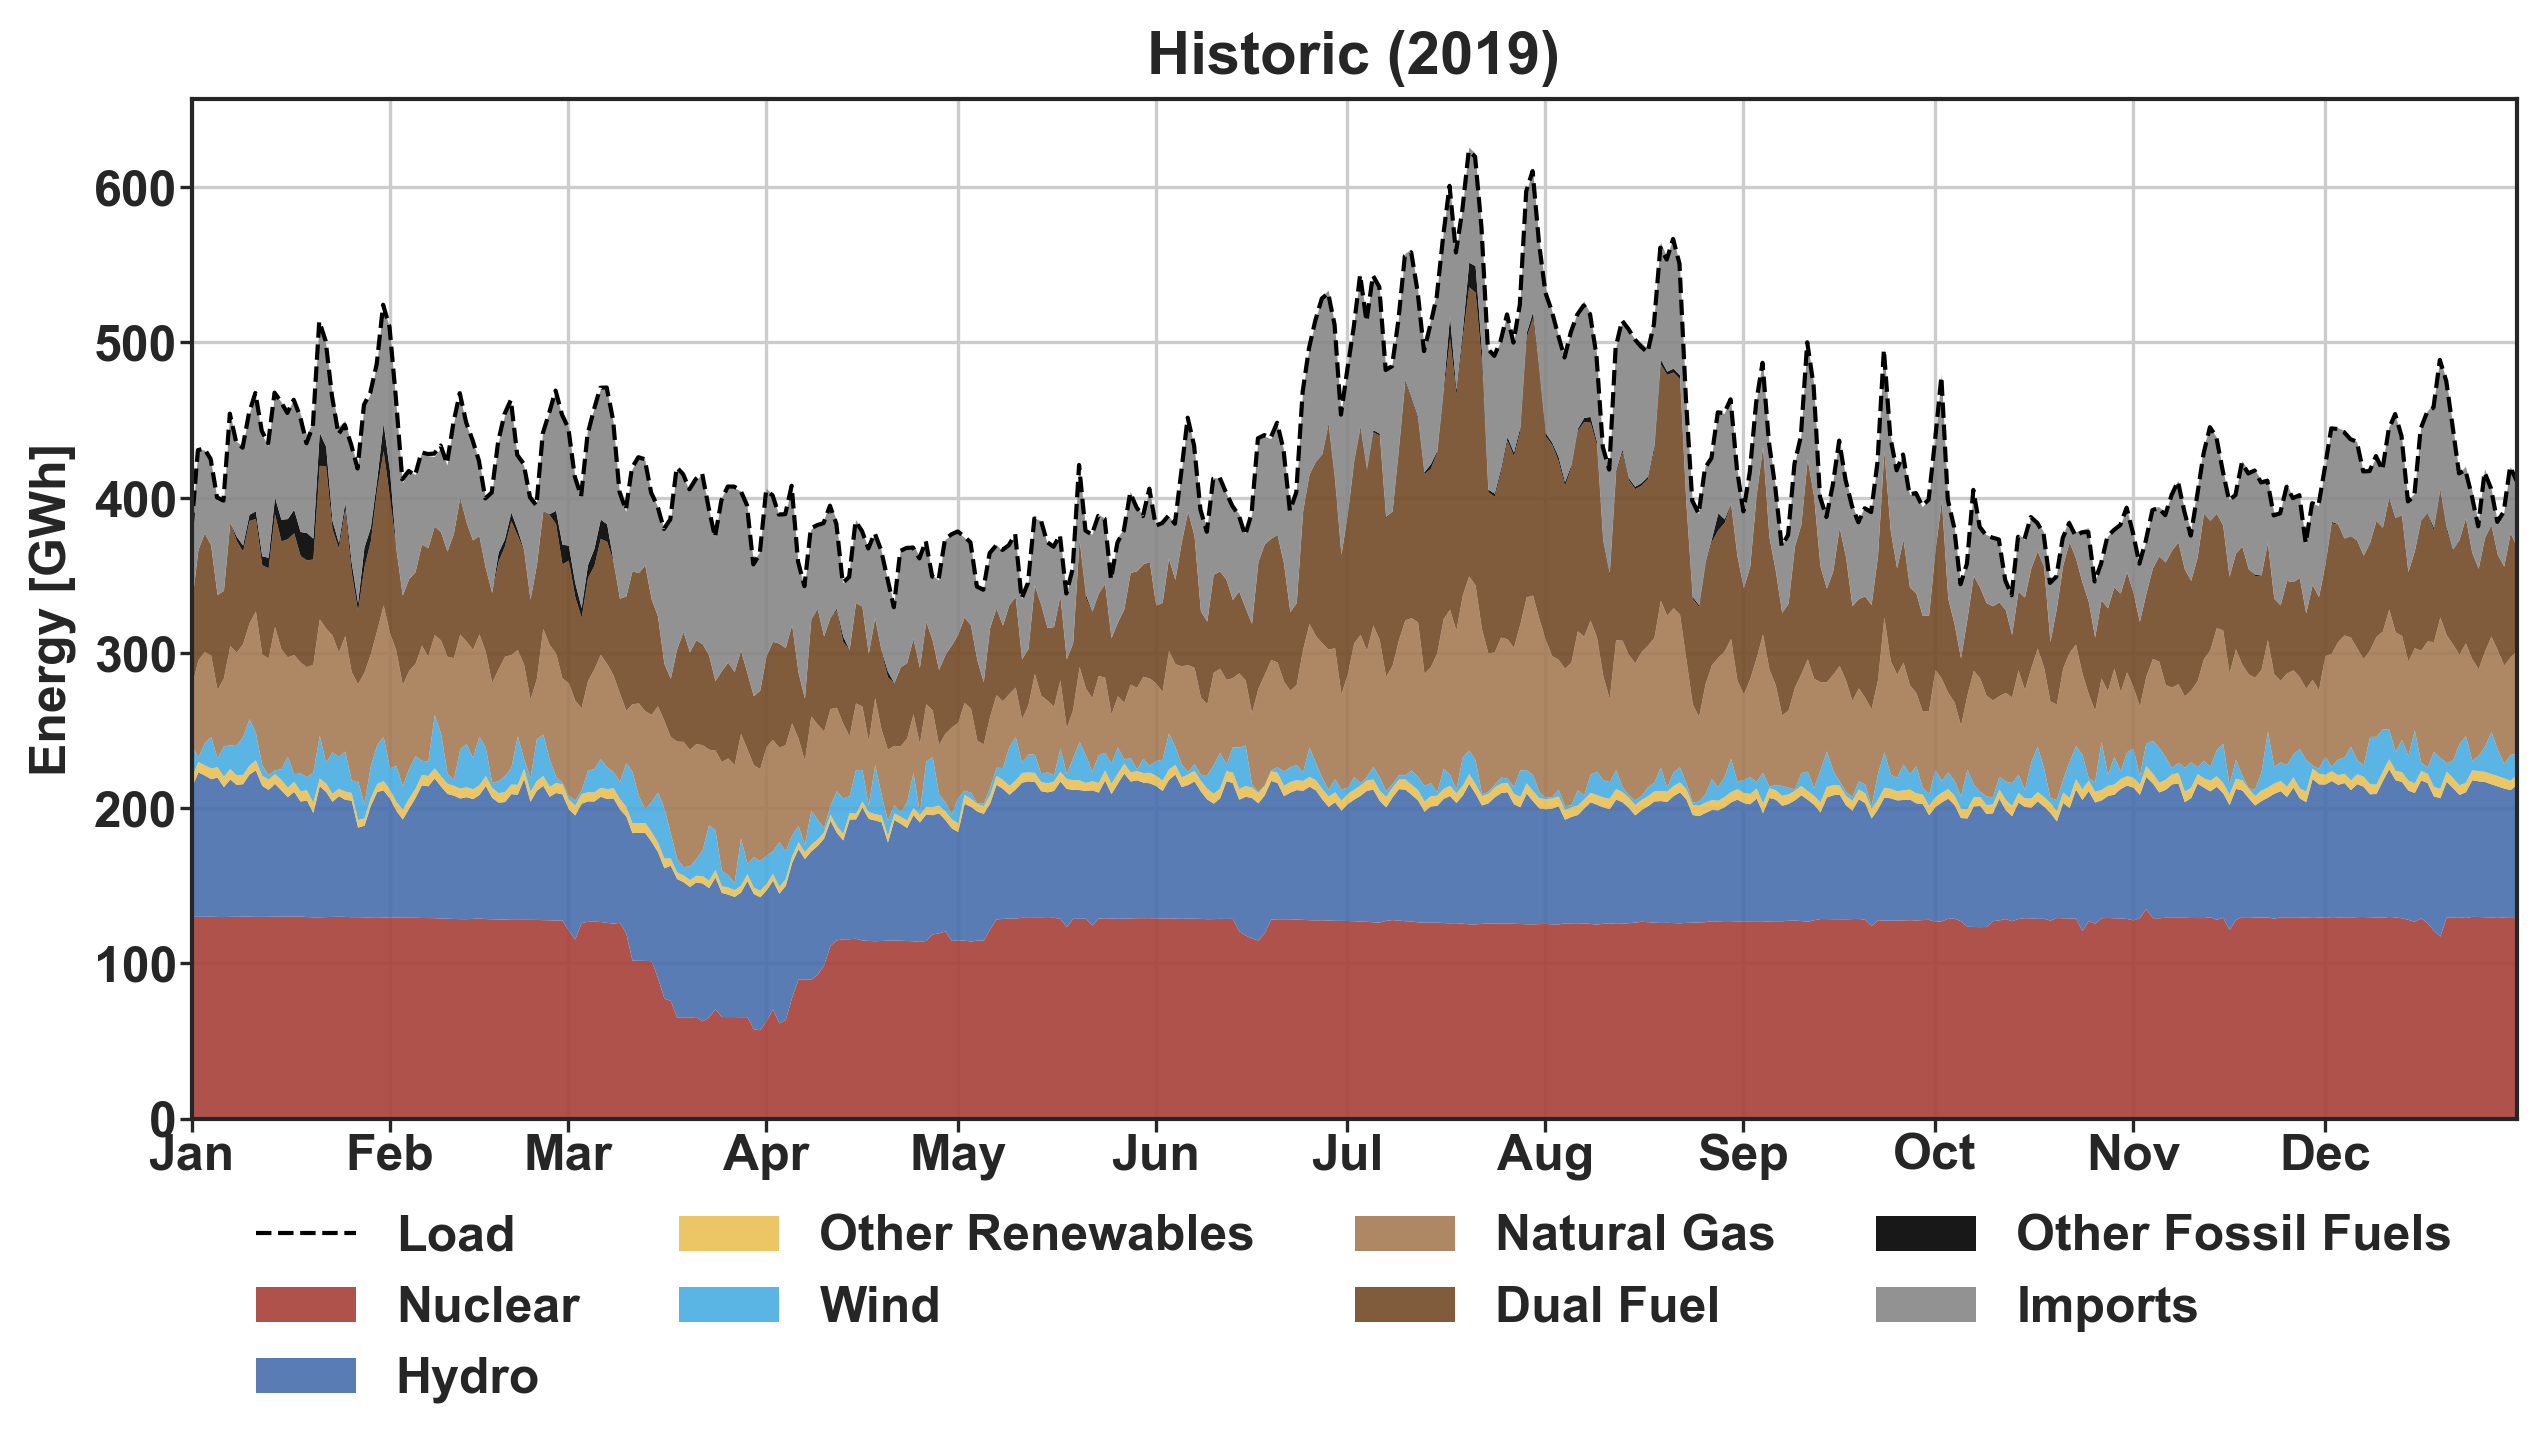 Historic (2019)
Energy [GWh]
600
500
400
300
200
100
0
Jan Feb Mar Apr May Jun Jul Aug Sep Oct Nov Dec
Load Other Renewables Natural Gas Other Fossil Fuels
Nuclear Wind Dual Fuel Imports
Hydro